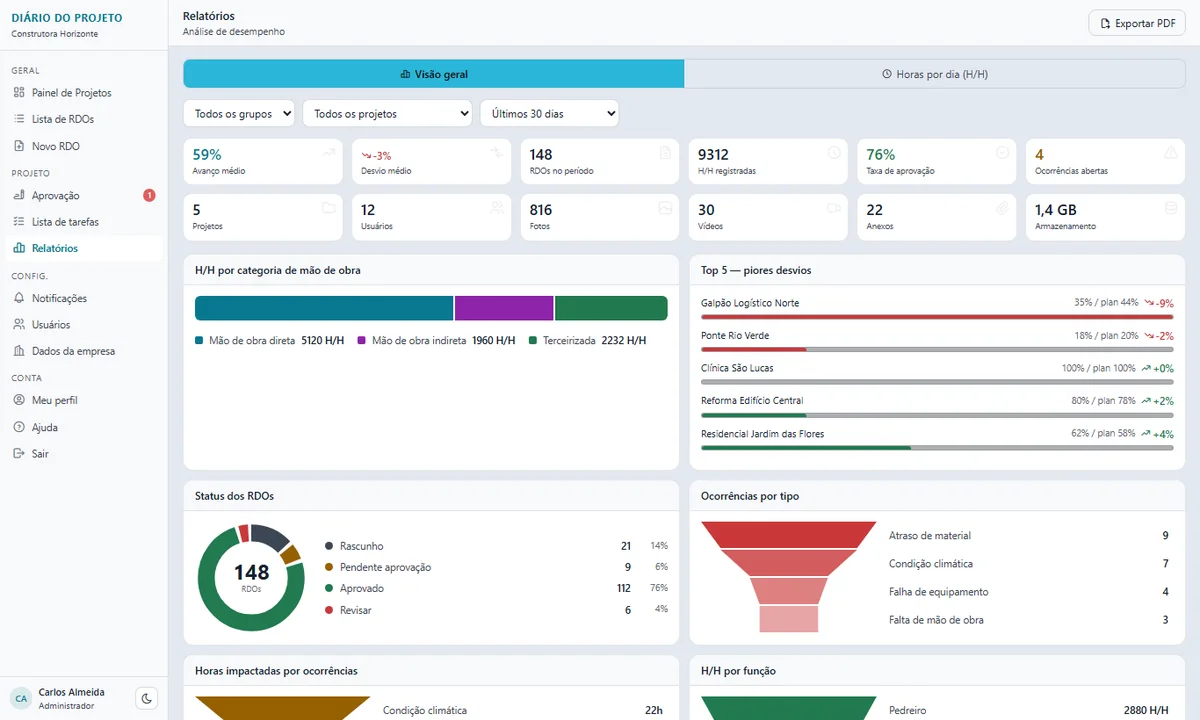 DIÁRIO DO PROJETO
Construtora Horizonte
GERAL
Painel de Projetos
Lista de RDOs
Novo RDO
PROJETO
Aprovação 1
Lista de tarefas
Relatórios
CONFIG.
Notificações
Usuários
Dados da empresa
CONTA
Meu perfil
Ajuda
Sair
CA
Carlos Almeida
Administrador
Relatórios
Análise de desempenho
Exportar PDF
Visão geral
Horas por dia (H/H)
Todos os grupos
Todos os projetos
Últimos 30 dias
59%
Avanço médio
-3%
Desvio médio
148
RDOs no período
9312
H/H registradas
76%
Taxa de aprovação
4
Ocorrências abertas
5
Projetos
12
Usuários
816
Fotos
30
Vídeos
22
Anexos
1,4 GB
Armazenamento
H/H por categoria de mão de obra
Mão de obra direta 5120 H/H Mão de obra indireta 1960 H/H Terceirizada 2232 H/H
Top 5 — piores desvios
Galpão Logístico Norte 35% / plan 44% -9%
Ponte Rio Verde 18% / plan 20% -2%
Clínica São Lucas 100% / plan 100% +0%
Reforma Edifício Central 80% / plan 78% +2%
Residencial Jardim das Flores 62% / plan 58% +4%
Status dos RDOs
148
RDOs
Rascunho 21 14%
Pendente aprovação 9 6%
Aprovado 112 76%
Revisar 6 4%
Ocorrências por tipo
Atraso de material 9
Condição climática 7
Falha de equipamento 4
Falta de mão de obra 3
Horas impactadas por ocorrências
Condição climática 22h
H/H por função
Pedreiro 2880 H/H